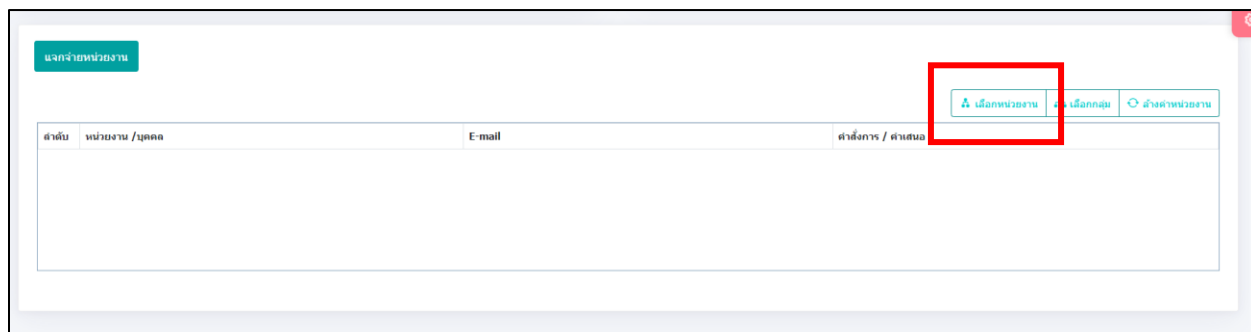 แจกจ่ายหน่วยงาน
เลือกหน่วยงาน เลือกกลุ่ม ล้างค่าหน่วยงาน
ลำดับ หน่วยงาน /บุคคล E-mail คำสั่งการ / คำเสนอ